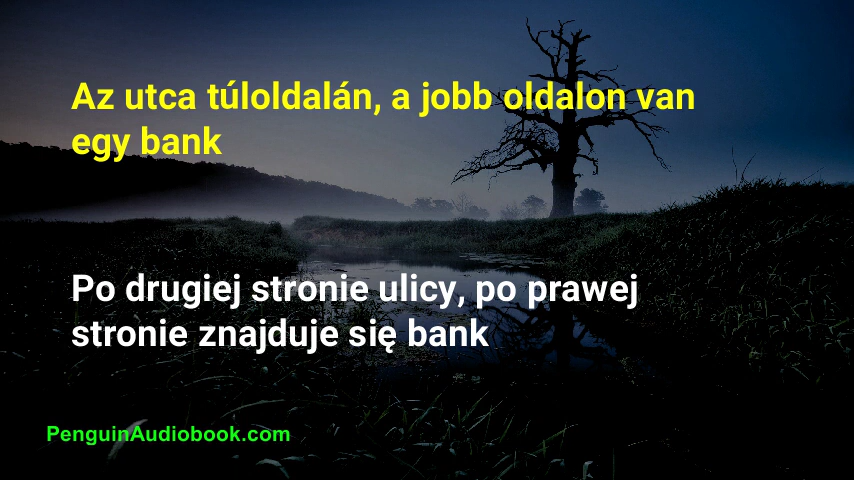 Az utca túloldalán, a jobb oldalon van
egy bank
Po drugiej stronie ulicy, po prawej
stronie znajduje się bank
PenguinAudiobook.com